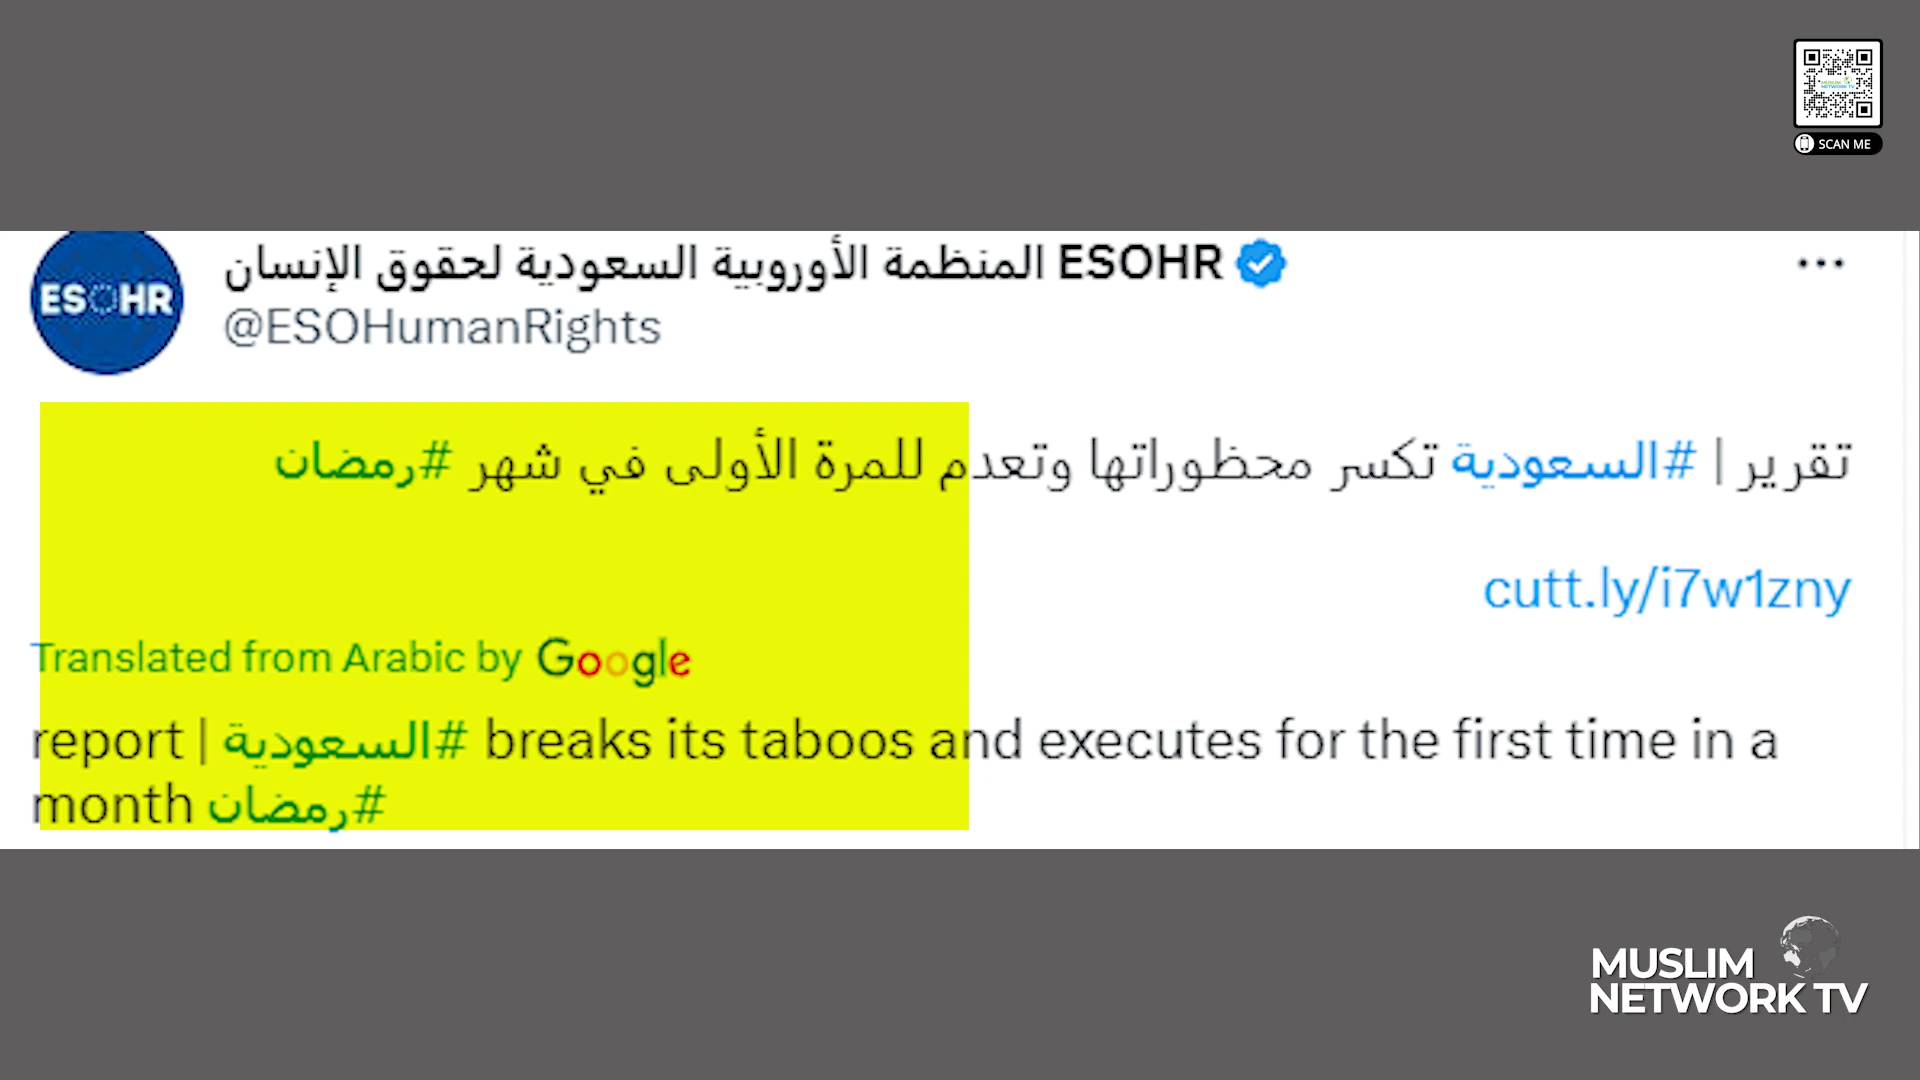 SCAN ME
ESOHR
المنظمة الأوروبية السعودية لحقوق الإنسان ESOHR
@ESOHumanRights
تقرير | #السعودية تكسر محظوراتها وتعدم للمرة الأولى في شهر #رمضان
cutt.ly/i7w1zny
Translated from Arabic by Google
report | #السعودية breaks its taboos and executes for the first time in a
month #رمضان
MUSLIM
NETWORK TV